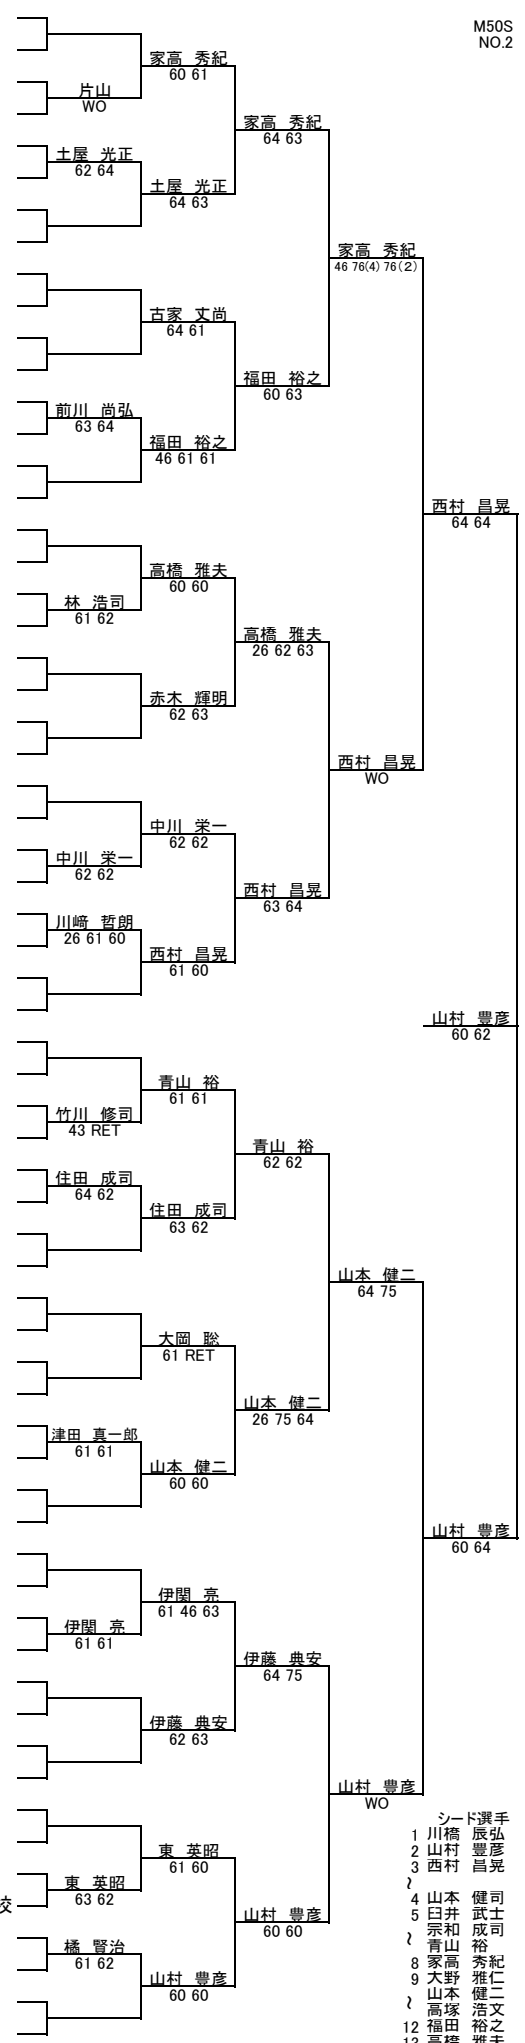 M50S
NO.2
家高 秀紀
60 61
片山
WO
家高 秀紀
64 63
土屋 光正
62 64
土屋 光正
64 63
家高 秀紀
46 76(4) 76(2)
古家 丈尚
64 61
福田 裕之
60 63
前川 尚弘
63 64
福田 裕之
46 61 61
西村 昌晃
64 64
高橋 雅夫
60 60
林 浩司
61 62
高橋 雅夫
26 62 63
赤木 輝明
62 63
西村 昌晃
WO
中川 栄一
62 62
中川 栄一
62 62
西村 昌晃
63 64
川﨑 哲朗
26 61 60
西村 昌晃
61 60
山村 豊彦
60 62
青山 裕
61 61
竹川 修司
43 RET
青山 裕
62 62
住田 成司
64 62
住田 成司
63 62
山本 健二
64 75
大岡 聡
61 RET
山本 健二
26 75 64
津田 真一郎
61 61
山本 健二
60 60
山村 豊彦
60 64
伊関 亮
61 46 63
伊関 亮
61 61
伊藤 典安
64 75
伊藤 典安
62 63
山村 豊彦
WO
東 英昭
61 60
東 英昭
63 62
校
山村 豊彦
60 60
橘 賢治
61 62
山村 豊彦
60 60
シード選手
1 川橋 辰弘
2 山村 豊彦
3 西村 昌晃
~
4 山本 健司
5 臼井 武士
宗和 成司
~ 青山 裕
8 家高 秀紀
9 大野 雅仁
山本 健二
~ 高塚 浩文
12 福田 裕之
13 高橋 雅夫